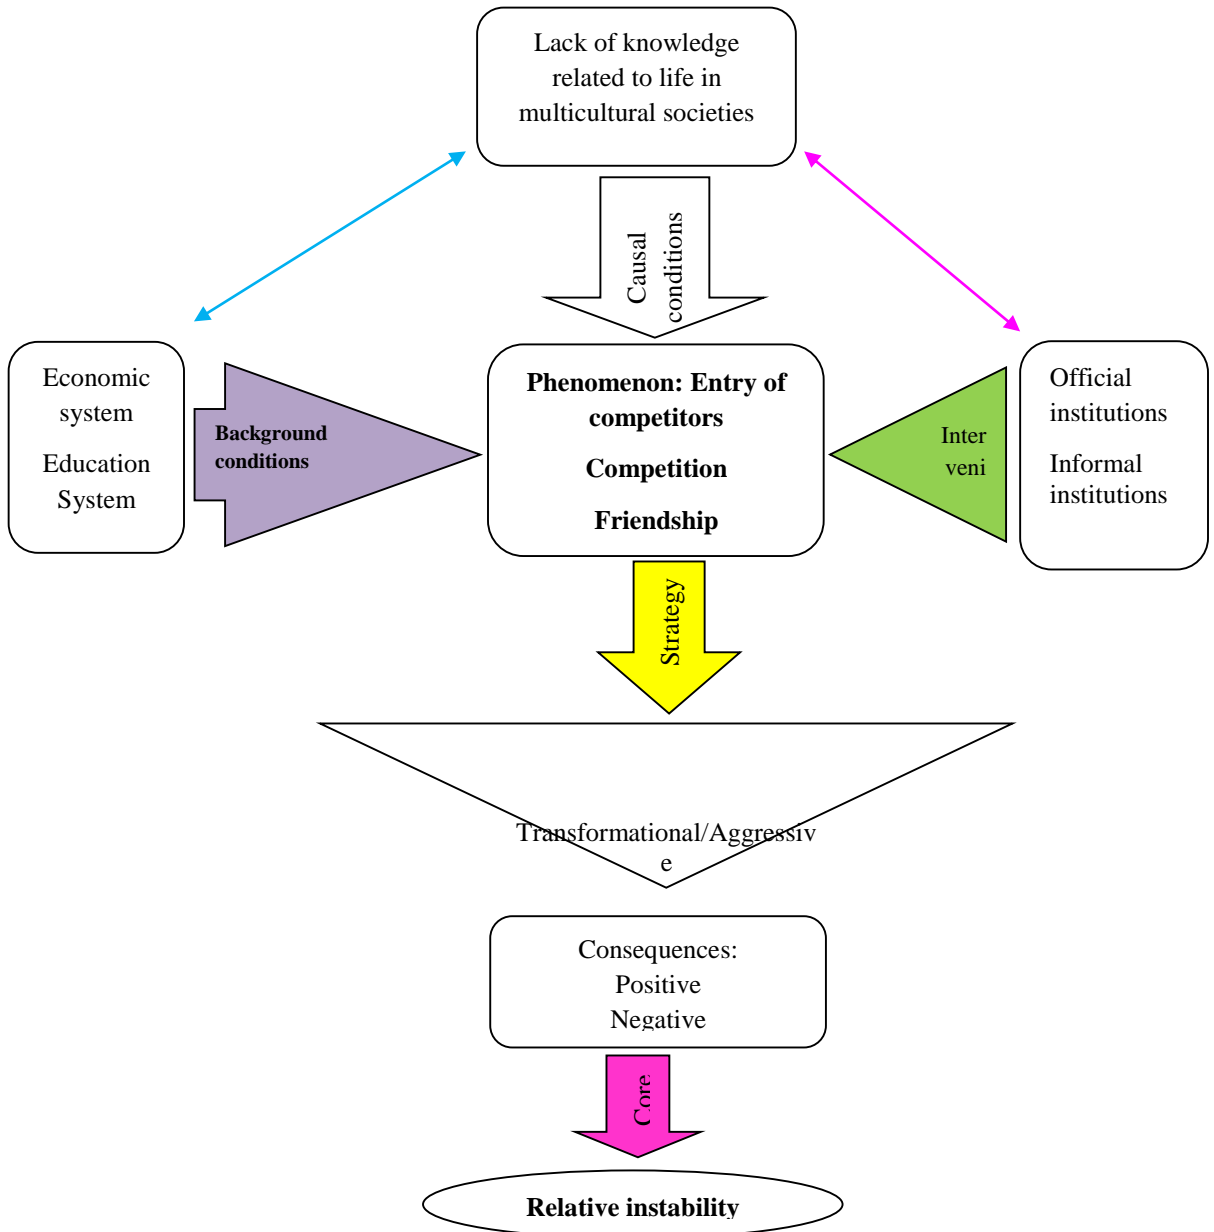 Lack of knowledge
related to life in
multicultural societies
Causal
conditions
Economic
system
Education
System
Background
conditions
Phenomenon: Entry of
competitors
Competition
Friendship
Inter
veni
Official
institutions
Informal
institutions
Strategy
Transformational/Aggressiv
e
Consequences:
Positive
Negative
Core
Relative instability